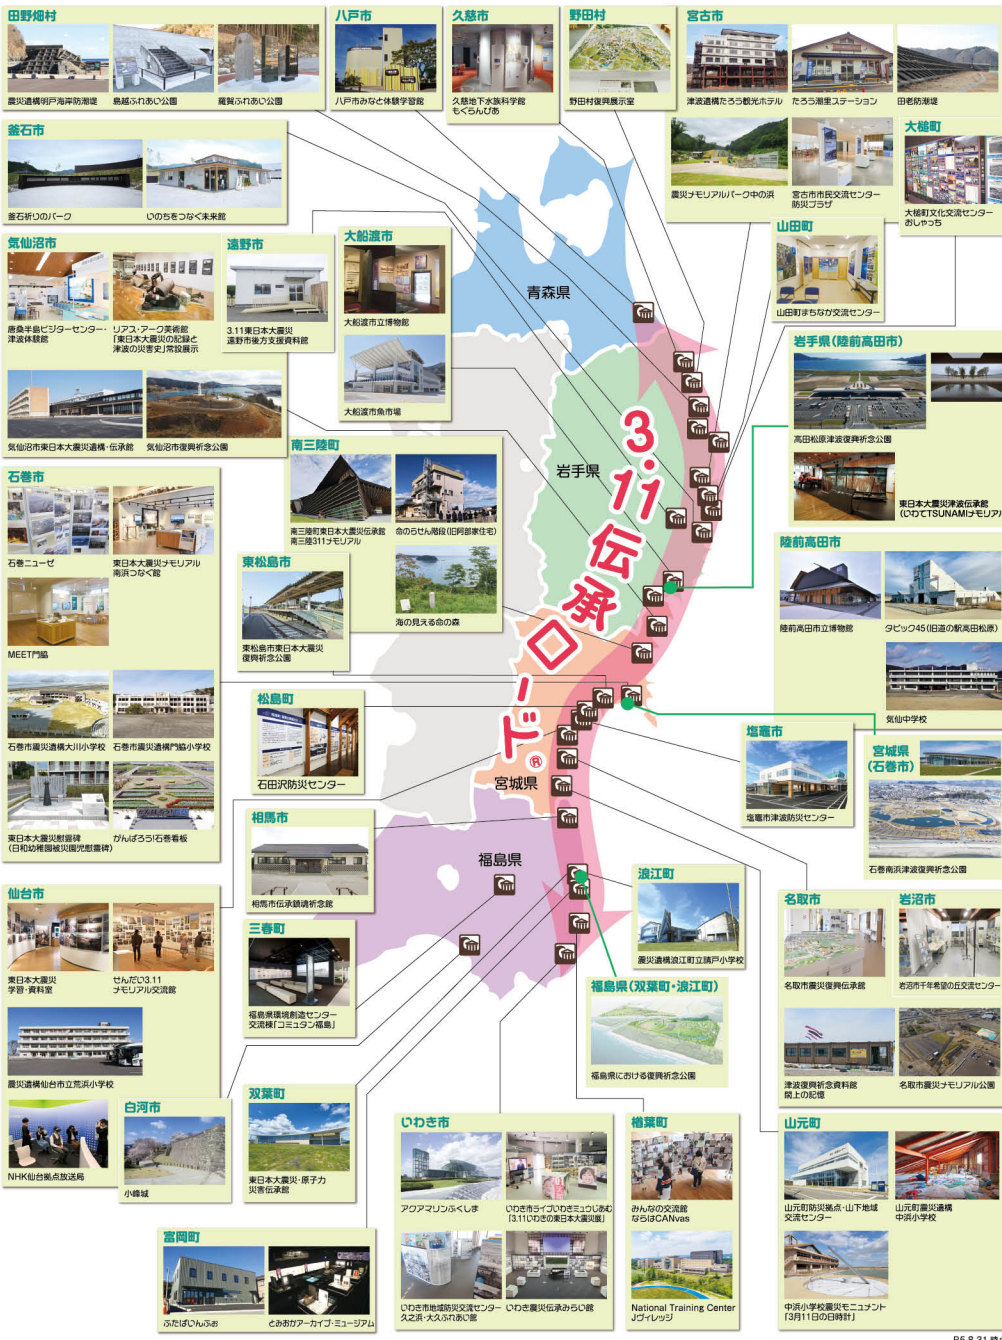 田野畑村
震災遺構明戸海岸防潮堤
島越ふれあい公園
羅賀ふれあい公園
八戸市
八戸市みなと体験学習館
久慈市
久慈地下水族科学館
もぐらんぴあ
野田村
野田村復興展示室
宮古市
津波遺構たろう観光ホテル
たろう潮里ステーション
田老防潮堤
震災メモリアルパーク中の浜
宮古市市民交流センター
防災プラザ
大槌町
大槌町文化交流センター
おしゃっち
釜石市
釜石祈りのパーク
いのちをつなぐ未来館
山田町
山田町まちなか交流センター
気仙沼市
唐桑半島ビジターセンター・
津波体験館
リアス・アーク美術館
「東日本大震災の記録と
津波の災害史」常設展示
気仙沼市東日本大震災遺構・伝承館
気仙沼市復興祈念公園
遠野市
3.11東日本大震災
遠野市後方支援資料館
大船渡市
大船渡市立博物館
大船渡市魚市場
青森県
岩手県
宮城県
福島県
3.11伝承ロード
®
岩手県(陸前高田市)
高田松原津波復興祈念公園
東日本大震災津波伝承館
(いわてTSUNAMIメモリアル
南三陸町
南三陸町東日本大震災伝承館
南三陸311メモリアル
命のらせん階段(旧阿部家住宅)
海の見える命の森
石巻市
石巻ニューゼ
東日本大震災メモリアル
南浜つなぐ館
MEET門脇
石巻市震災遺構大川小学校
石巻市震災遺構門脇小学校
東日本大震災慰霊碑
(日和幼稚園被災園児慰霊碑)
がんばろう!石巻看板
東松島市
東松島市東日本大震災
復興祈念公園
陸前高田市
陸前高田市立博物館
タピック45(旧道の駅高田松原)
気仙中学校
松島町
石田沢防災センター
塩竈市
塩竈市津波防災センター
宮城県
(石巻市)
石巻南浜津波復興祈念公園
相馬市
相馬市伝承鎮魂祈念館
仙台市
東日本大震災
学習・資料室
せんだい3.11
メモリアル交流館
震災遺構仙台市立荒浜小学校
NHK仙台拠点放送局
三春町
福島県環境創造センター
交流棟「コミュタン福島」
浪江町
震災遺構浪江町立請戸小学校
福島県(双葉町・浪江町)
福島県における復興祈念公園
名取市
名取市震災復興伝承館
津波復興祈念資料館
閖上の記憶
名取市震災メモリアル公園
岩沼市
岩沼市千年希望の丘交流センター
白河市
小峰城
双葉町
東日本大震災・原子力
災害伝承館
いわき市
アクアマリンふくしま
いわき市ライブいわきミュウじあむ
「3.11いわきの東日本大震災展」
いわき市地域防災交流センター
久之浜・大久ふれあい館
いわき震災伝承みらい館
楢葉町
みんなの交流館
ならはCANvas
National Training Center
Jヴィレッジ
山元町
山元町防災拠点・山下地域
交流センター
山元町震災遺構
中浜小学校
中浜小学校震災モニュメント
「3月11日の日時計」
富岡町
ふたばいんふぉ
とみおかアーカイブ・ミュージアム